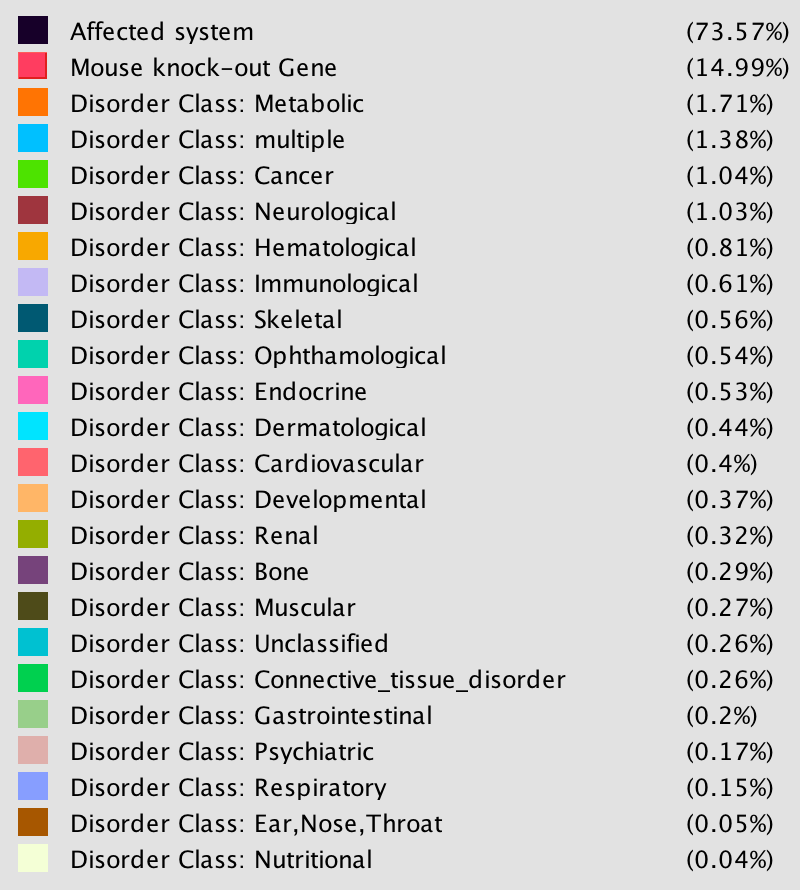 Affected system (73.57%)
Mouse knock-out Gene (14.99%)
Disorder Class: Metabolic (1.71%)
Disorder Class: multiple (1.38%)
Disorder Class: Cancer (1.04%)
Disorder Class: Neurological (1.03%)
Disorder Class: Hematological (0.81%)
Disorder Class: Immunological (0.61%)
Disorder Class: Skeletal (0.56%)
Disorder Class: Ophthamological (0.54%)
Disorder Class: Endocrine (0.53%)
Disorder Class: Dermatological (0.44%)
Disorder Class: Cardiovascular (0.4%)
Disorder Class: Developmental (0.37%)
Disorder Class: Renal (0.32%)
Disorder Class: Bone (0.29%)
Disorder Class: Muscular (0.27%)
Disorder Class: Unclassified (0.26%)
Disorder Class: Connective_tissue_disorder (0.26%)
Disorder Class: Gastrointestinal (0.2%)
Disorder Class: Psychiatric (0.17%)
Disorder Class: Respiratory (0.15%)
Disorder Class: Ear,Nose,Throat (0.05%)
Disorder Class: Nutritional (0.04%)